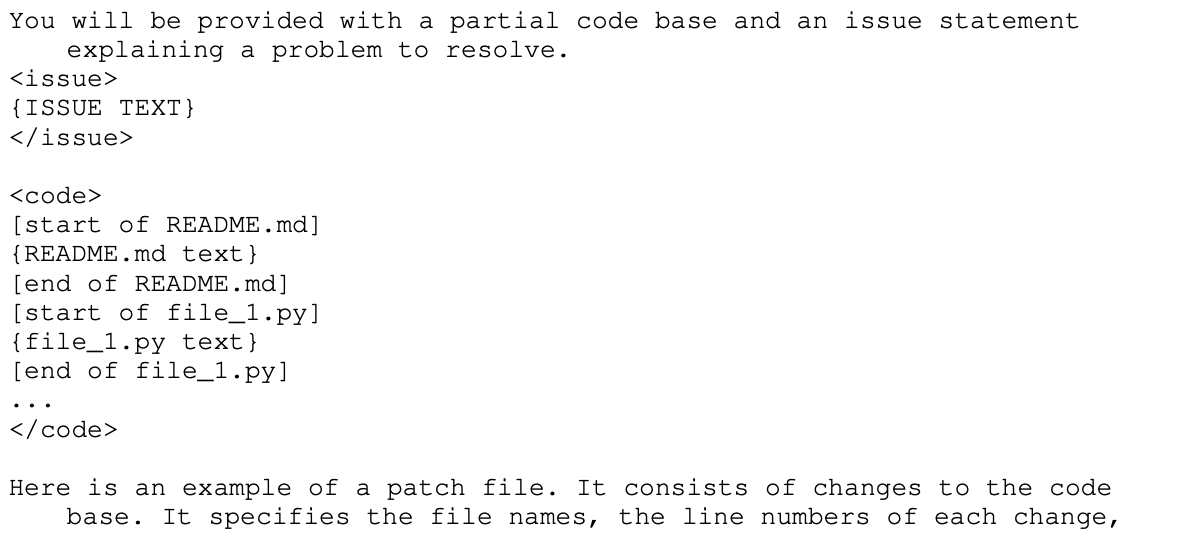 You will be provided with a partial code base and an issue statement
explaining a problem to resolve.
<issue>
{ISSUE TEXT}
</issue>

<code>
[start of README.md]
{README.md text}
[end of README.md]
[start of file_1.py]
{file_1.py text}
[end of file_1.py]
...
</code>

Here is an example of a patch file. It consists of changes to the code
base. It specifies the file names, the line numbers of each change,